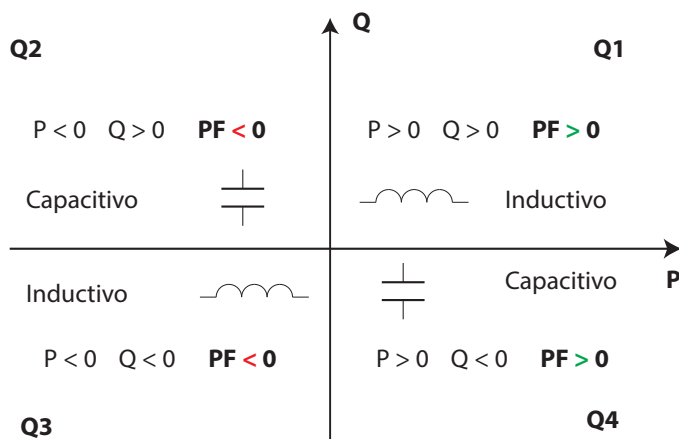 Q
Q2 Q1
P < 0 Q > 0 PF < 0 P > 0 Q > 0 PF > 0
Capacitivo Inductivo
Inductivo Capacitivo P
P < 0 Q < 0 PF < 0 P > 0 Q < 0 PF > 0
Q3 Q4